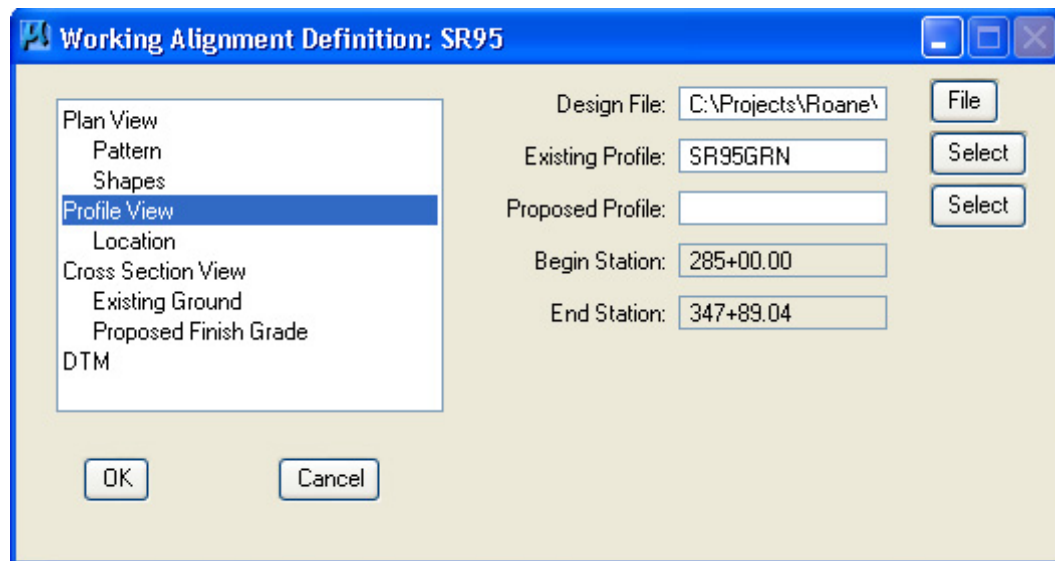 Working Alignment Definition: SR95
Plan View
Pattern
Shapes
Profile View
Location
Cross Section View
Existing Ground
Proposed Finish Grade
DTM
Design File: C:\Projects\Roane\ File
Existing Profile: SR95GRN Select
Proposed Profile: Select
Begin Station: 285+00.00
End Station: 347+89.04
OK Cancel